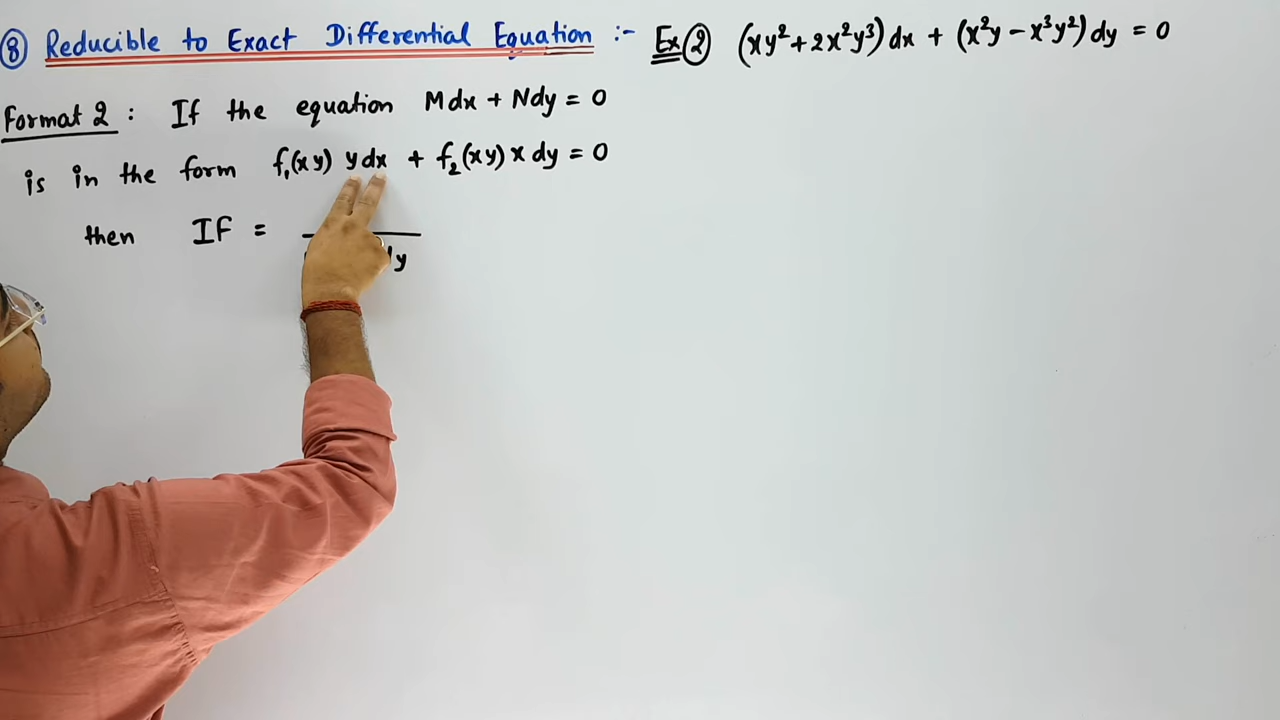 ⑧ Reducible to Exact Differential Equation :-
Format 2 : If the equation Mdx + Ndy = 0
is in the form f₁(xy) ydx + f₂(xy) x dy = 0
then IF =
y
Ex ② (xy² + 2x²y³) dx + (x²y - x³y²) dy = 0